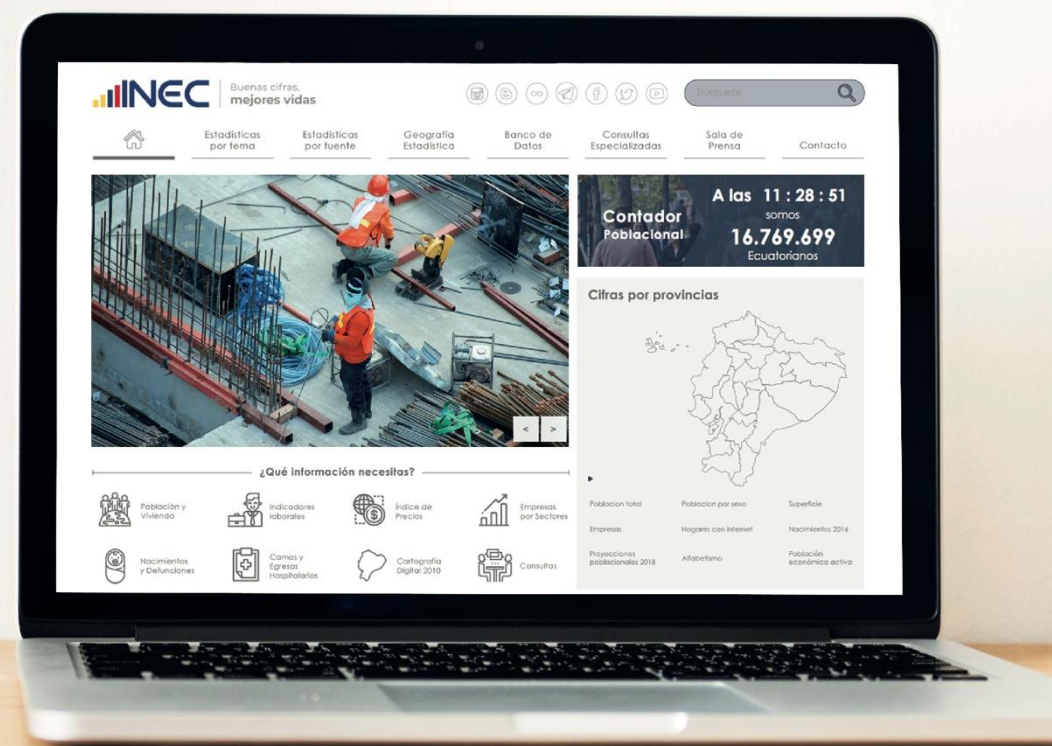 INEC
Buenas cifras,
mejores vidas
Búsqueda
Estadísticas
por tema
Estadísticas
por fuente
Geografía
Estadística
Banco de
Datos
Consultas
Especializadas
Sala de
Prensa
Contacto
Contador
Poblacional
A las 11 : 28 : 51
somos
16.769.699
Ecuatorianos
< >
Cifras por provincias
Poblacion total
Poblacion por sexo
Superficie
Empresas
Hogares con internet
Nacimientos 2016
Proyecciones
poblacionales 2018
Alfabetismo
Población
económica activa
¿Qué información necesitas?
Población y
Vivienda
Indicadores
laborales
Índice de
Precios
Empresas
por Sectores
Nacimientos
y Defunciones
Camas y
Egresos
Hospitalarios
Cartografía
Digital 2010
Consultas